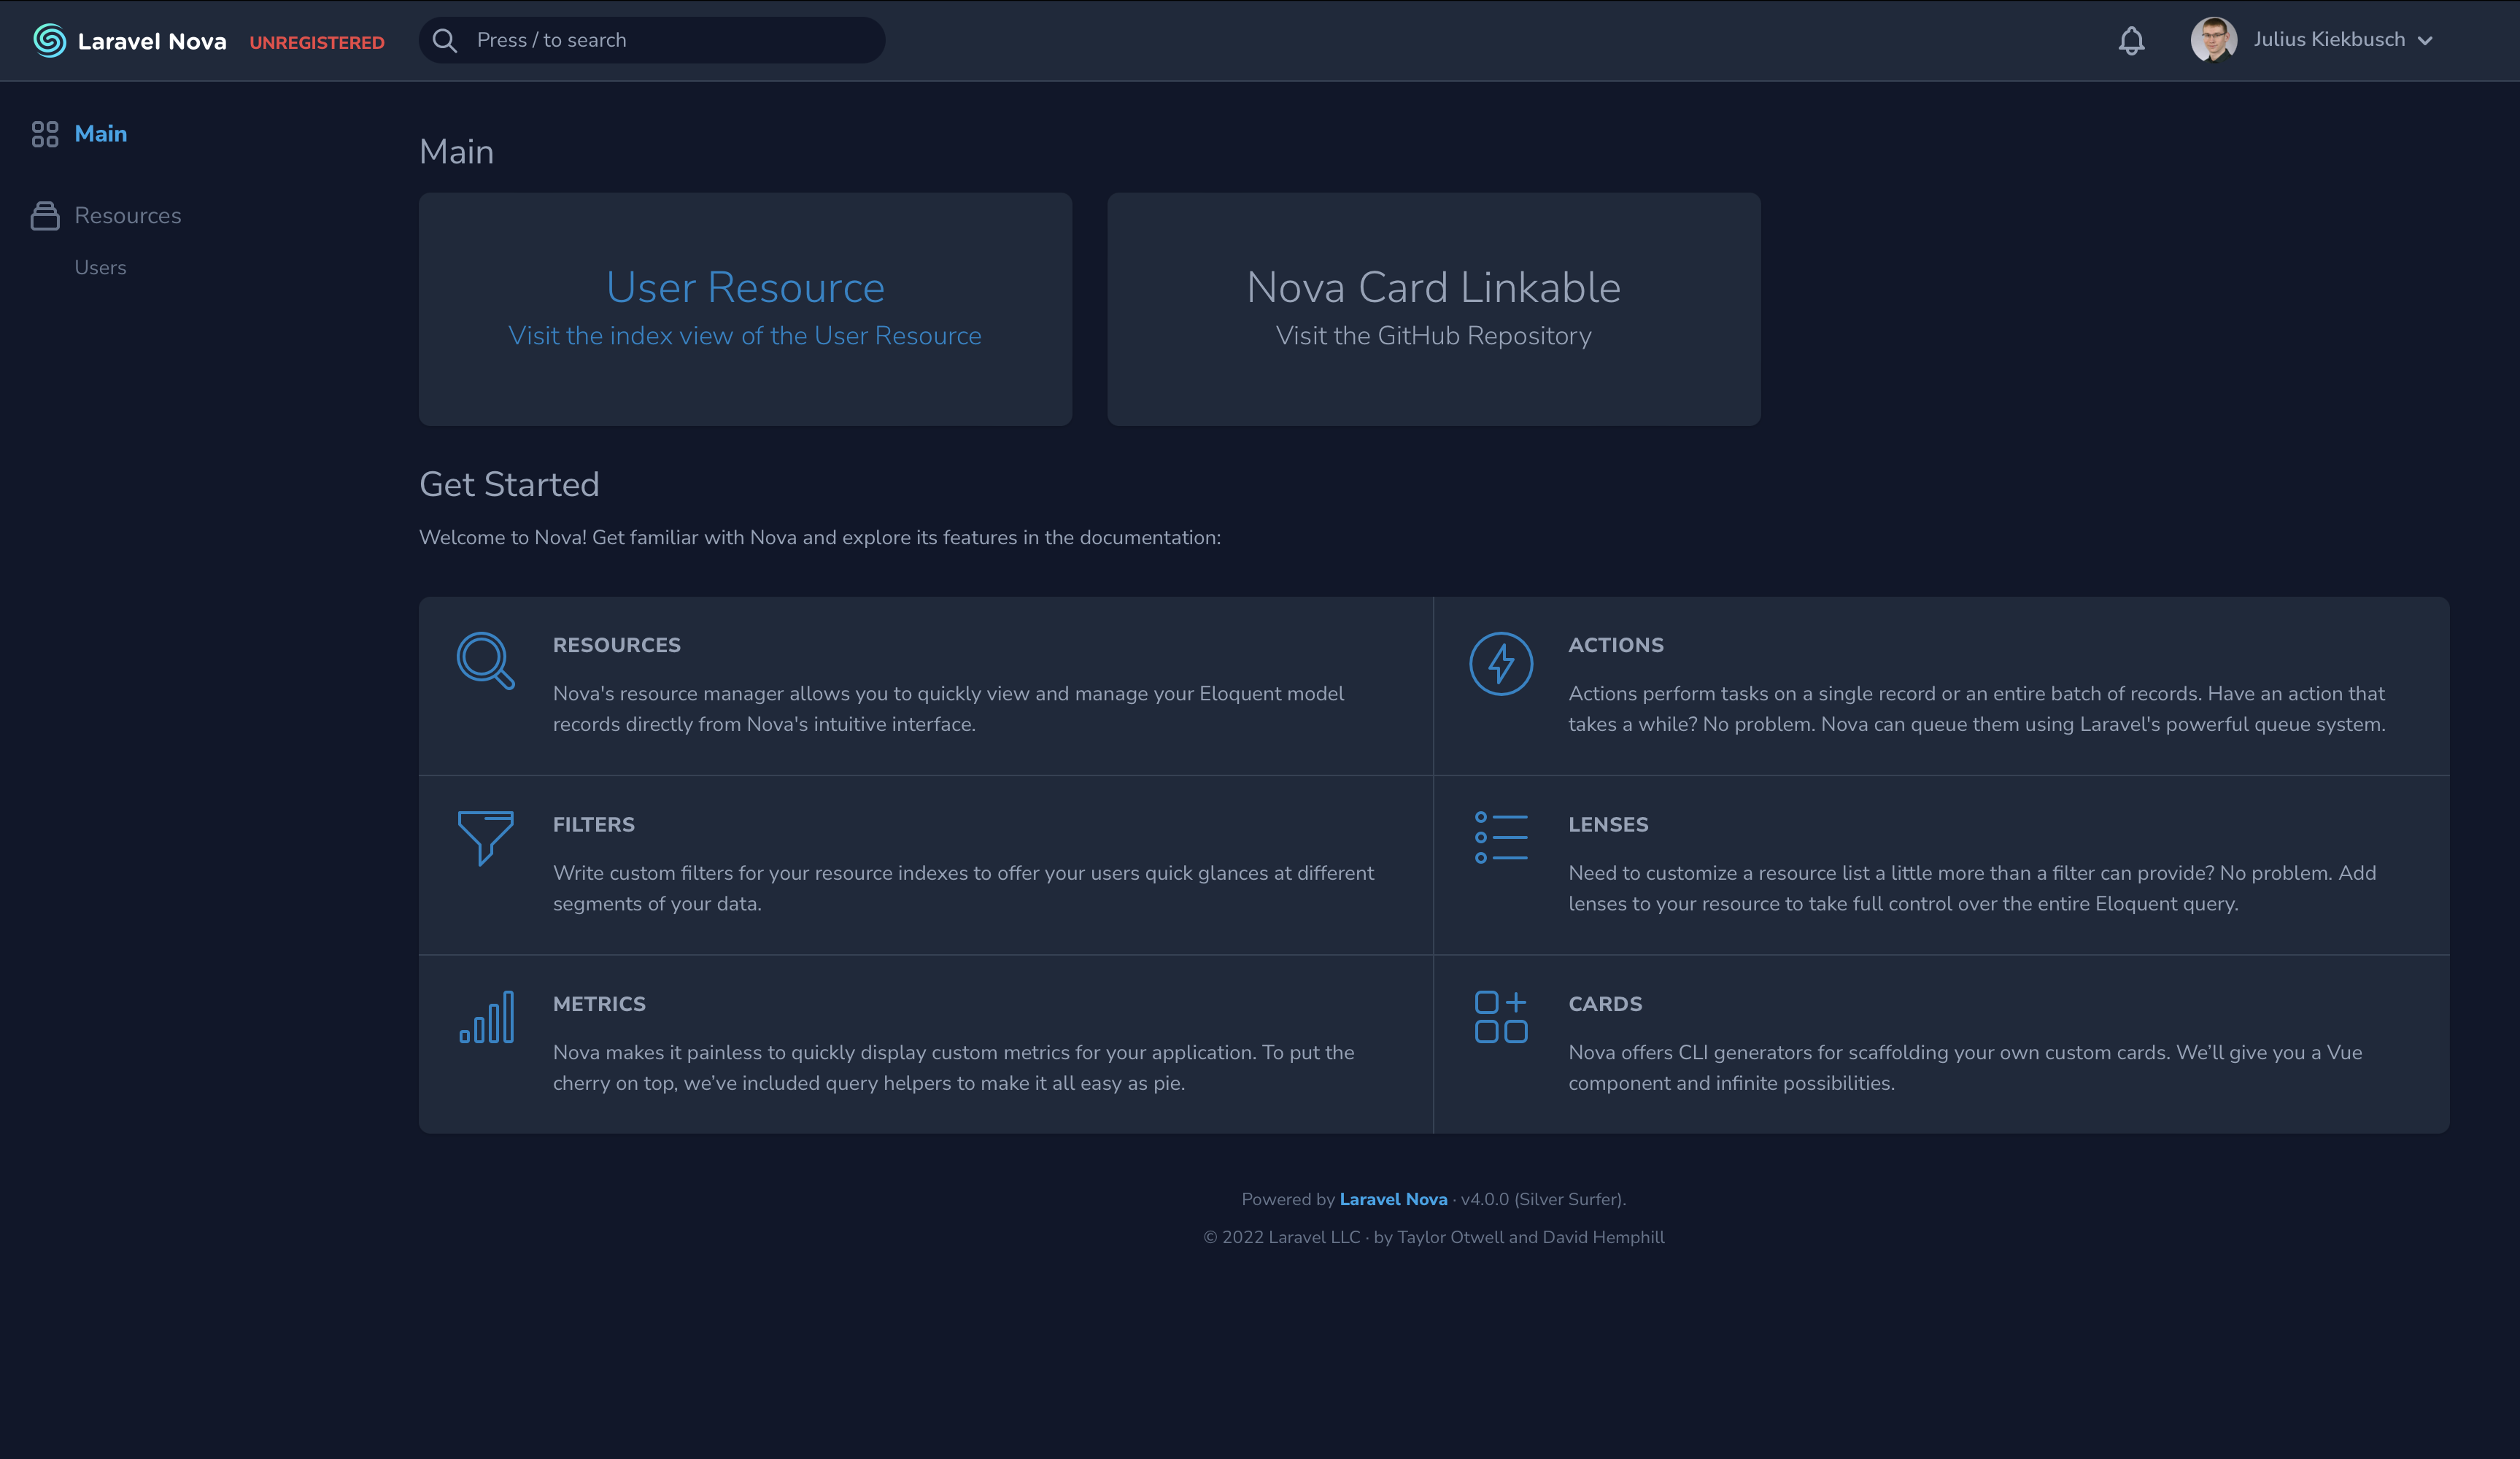 Laravel Nova UNREGISTERED
Press / to search
Julius Kiekbusch
Main
Resources
Users
Main
User Resource
Visit the index view of the User Resource
Nova Card Linkable
Visit the GitHub Repository
Get Started
Welcome to Nova! Get familiar with Nova and explore its features in the documentation:
RESOURCES
Nova's resource manager allows you to quickly view and manage your Eloquent model
records directly from Nova's intuitive interface.
ACTIONS
Actions perform tasks on a single record or an entire batch of records. Have an action that
takes a while? No problem. Nova can queue them using Laravel's powerful queue system.
FILTERS
Write custom filters for your resource indexes to offer your users quick glances at different
segments of your data.
LENSES
Need to customize a resource list a little more than a filter can provide? No problem. Add
lenses to your resource to take full control over the entire Eloquent query.
METRICS
Nova makes it painless to quickly display custom metrics for your application. To put the
cherry on top, we’ve included query helpers to make it all easy as pie.
CARDS
Nova offers CLI generators for scaffolding your own custom cards. We’ll give you a Vue
component and infinite possibilities.
Powered by Laravel Nova · v4.0.0 (Silver Surfer).
© 2022 Laravel LLC · by Taylor Otwell and David Hemphill